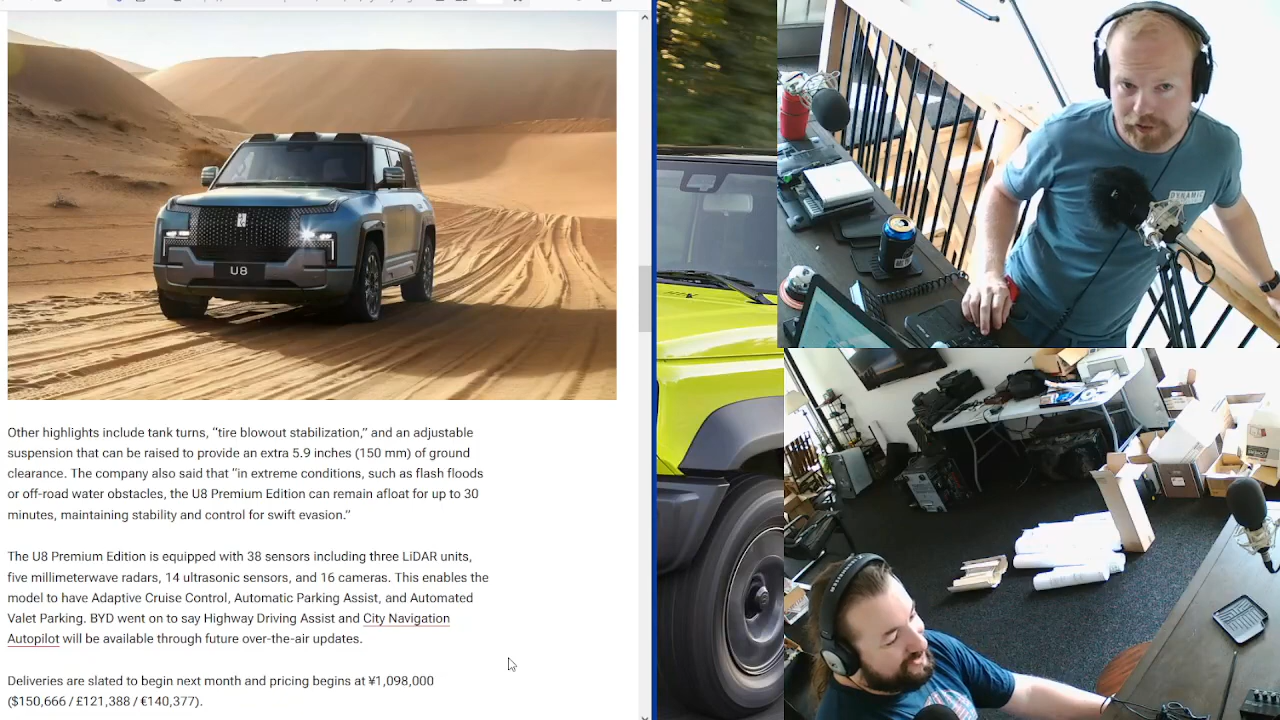 U8
Other highlights include tank turns, “tire blowout stabilization,” and an adjustable
suspension that can be raised to provide an extra 5.9 inches (150 mm) of ground
clearance. The company also said that “in extreme conditions, such as flash floods
or off-road water obstacles, the U8 Premium Edition can remain afloat for up to 30
minutes, maintaining stability and control for swift evasion.”
The U8 Premium Edition is equipped with 38 sensors including three LiDAR units,
five millimeterwave radars, 14 ultrasonic sensors, and 16 cameras. This enables the
model to have Adaptive Cruise Control, Automatic Parking Assist, and Automated
Valet Parking. BYD went on to say Highway Driving Assist and City Navigation
Autopilot will be available through future over-the-air updates.
Deliveries are slated to begin next month and pricing begins at ¥1,098,000
($150,666 / £121,388 / €140,377).
DYNAMIC